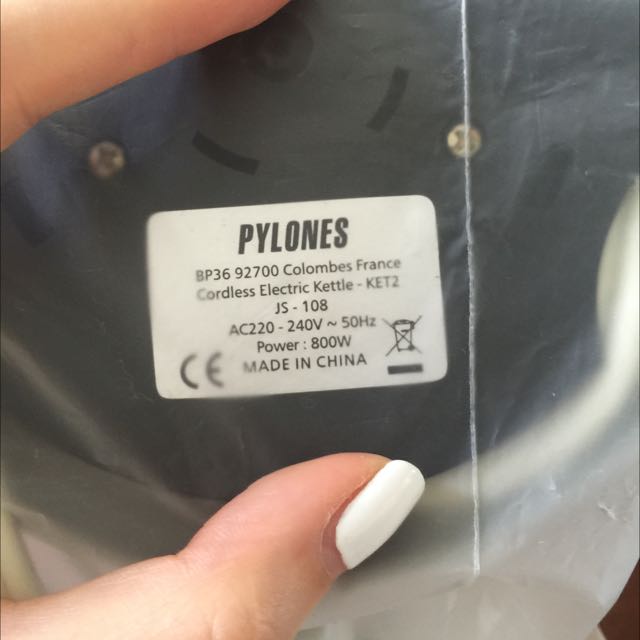 PYLONES
BP36 92700 Colombes France
Cordless Electric Kettle - KET2
JS - 108
AC220 - 240V ~ 50Hz
Power : 800W
CE MADE IN CHINA